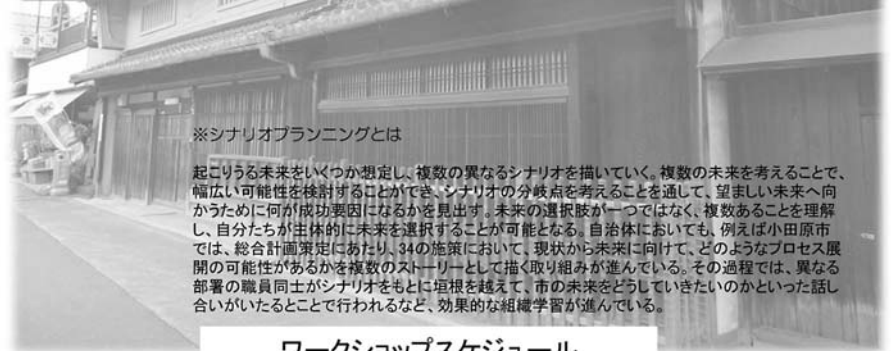 ※シナリオプランニングとは
起こりうる未来をいくつか想定し、複数の異なるシナリオを描いていく。複数の未来を考えることで、
幅広い可能性を検討することができ、シナリオの分岐点を考えることを通して、望ましい未来へ向
かうために何が成功要因になるかを見出す。未来の選択肢が一つではなく、複数あることを理解
し、自分たちが主体的に未来を選択することが可能となる。自治体においても、例えば小田原市
では、総合計画策定にあたり、34の施策において、現状から未来に向けて、どのようなプロセス展
開の可能性があるかを複数のストーリーとして描く取り組みが進んでいる。その過程では、異なる
部署の職員同士がシナリオをもとに垣根を越えて、市の未来をどうしていきたいのかといった話し
合いがいたるとことで行われるなど、効果的な組織学習が進んでいる。
ワークショップスケジュール